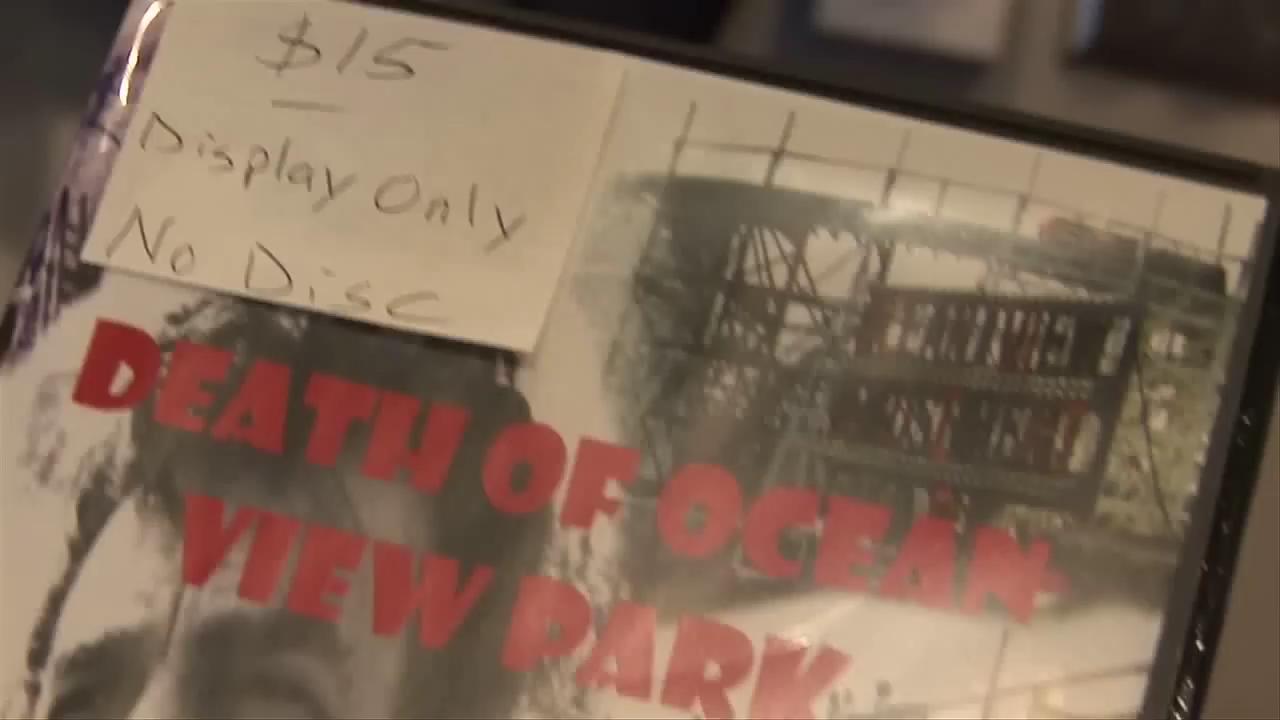 $15
Display Only
No Disc
DEATH OF OCEAN
VIEW PARK